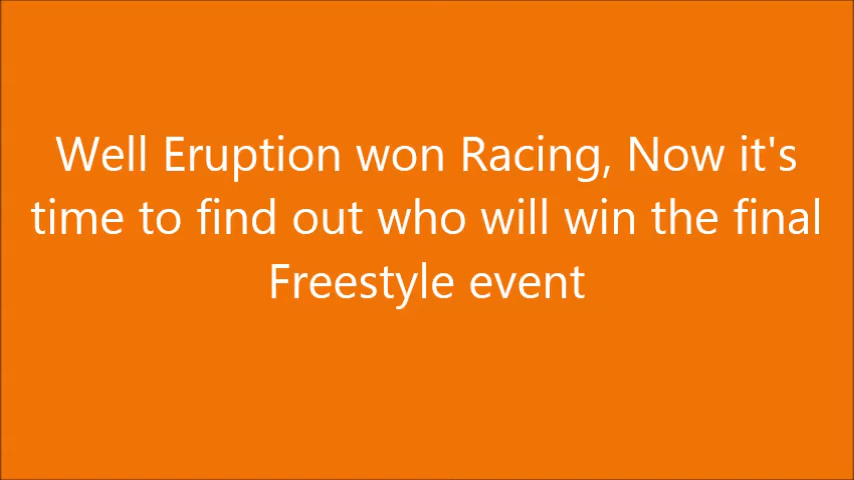 Well Eruption won Racing, Now it's
time to find out who will win the final
Freestyle event